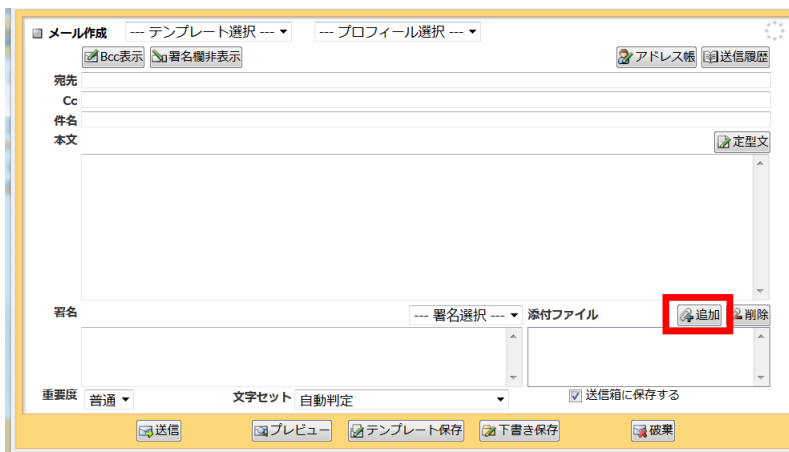 メール作成 --- テンプレート選択 --- --- プロフィール選択 ---
Bcc表示 署名欄非表示 アドレス帳 送信履歴
宛先
Cc
件名
本文 定型文
署名 --- 署名選択 --- 添付ファイル 追加 削除
重要度 普通 文字セット 自動判定 送信箱に保存する
送信 プレビュー テンプレート保存 下書き保存 破棄